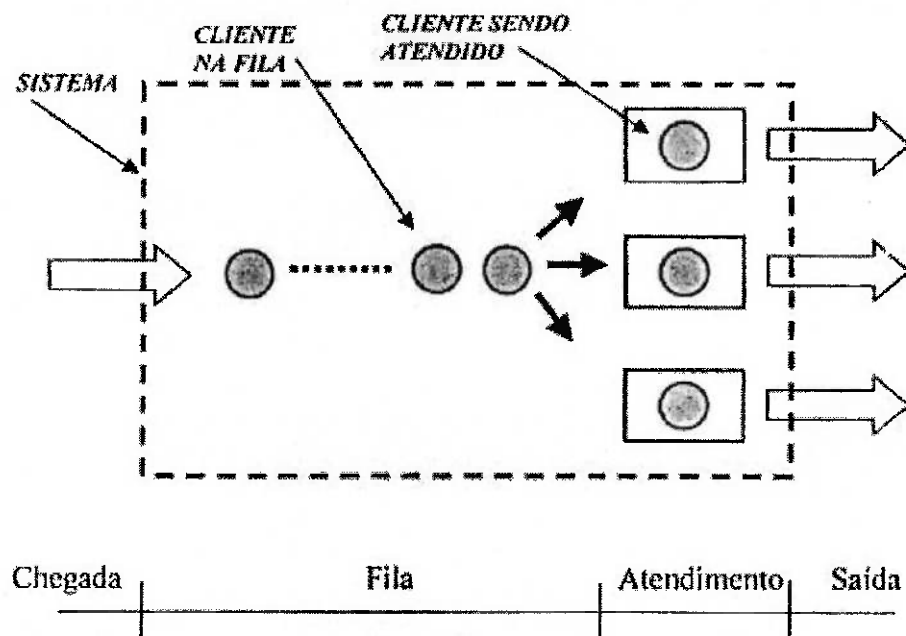 CLIENTE SENDO
ATENDIDO
CLIENTE
NA FILA
SISTEMA
Chegada
Fila
Atendimento
Saída